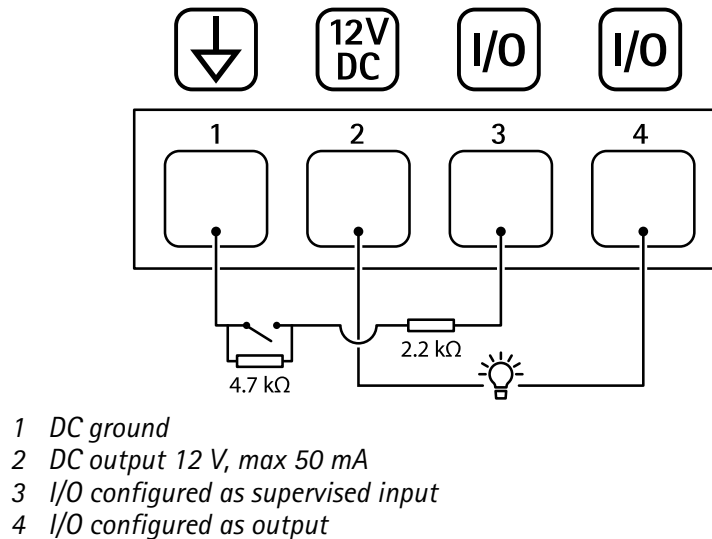 12V
DC
I/O
I/O
1
2
3
4
2.2 kΩ
4.7 kΩ
1 DC ground
2 DC output 12 V, max 50 mA
3 I/O configured as supervised input
4 I/O configured as output